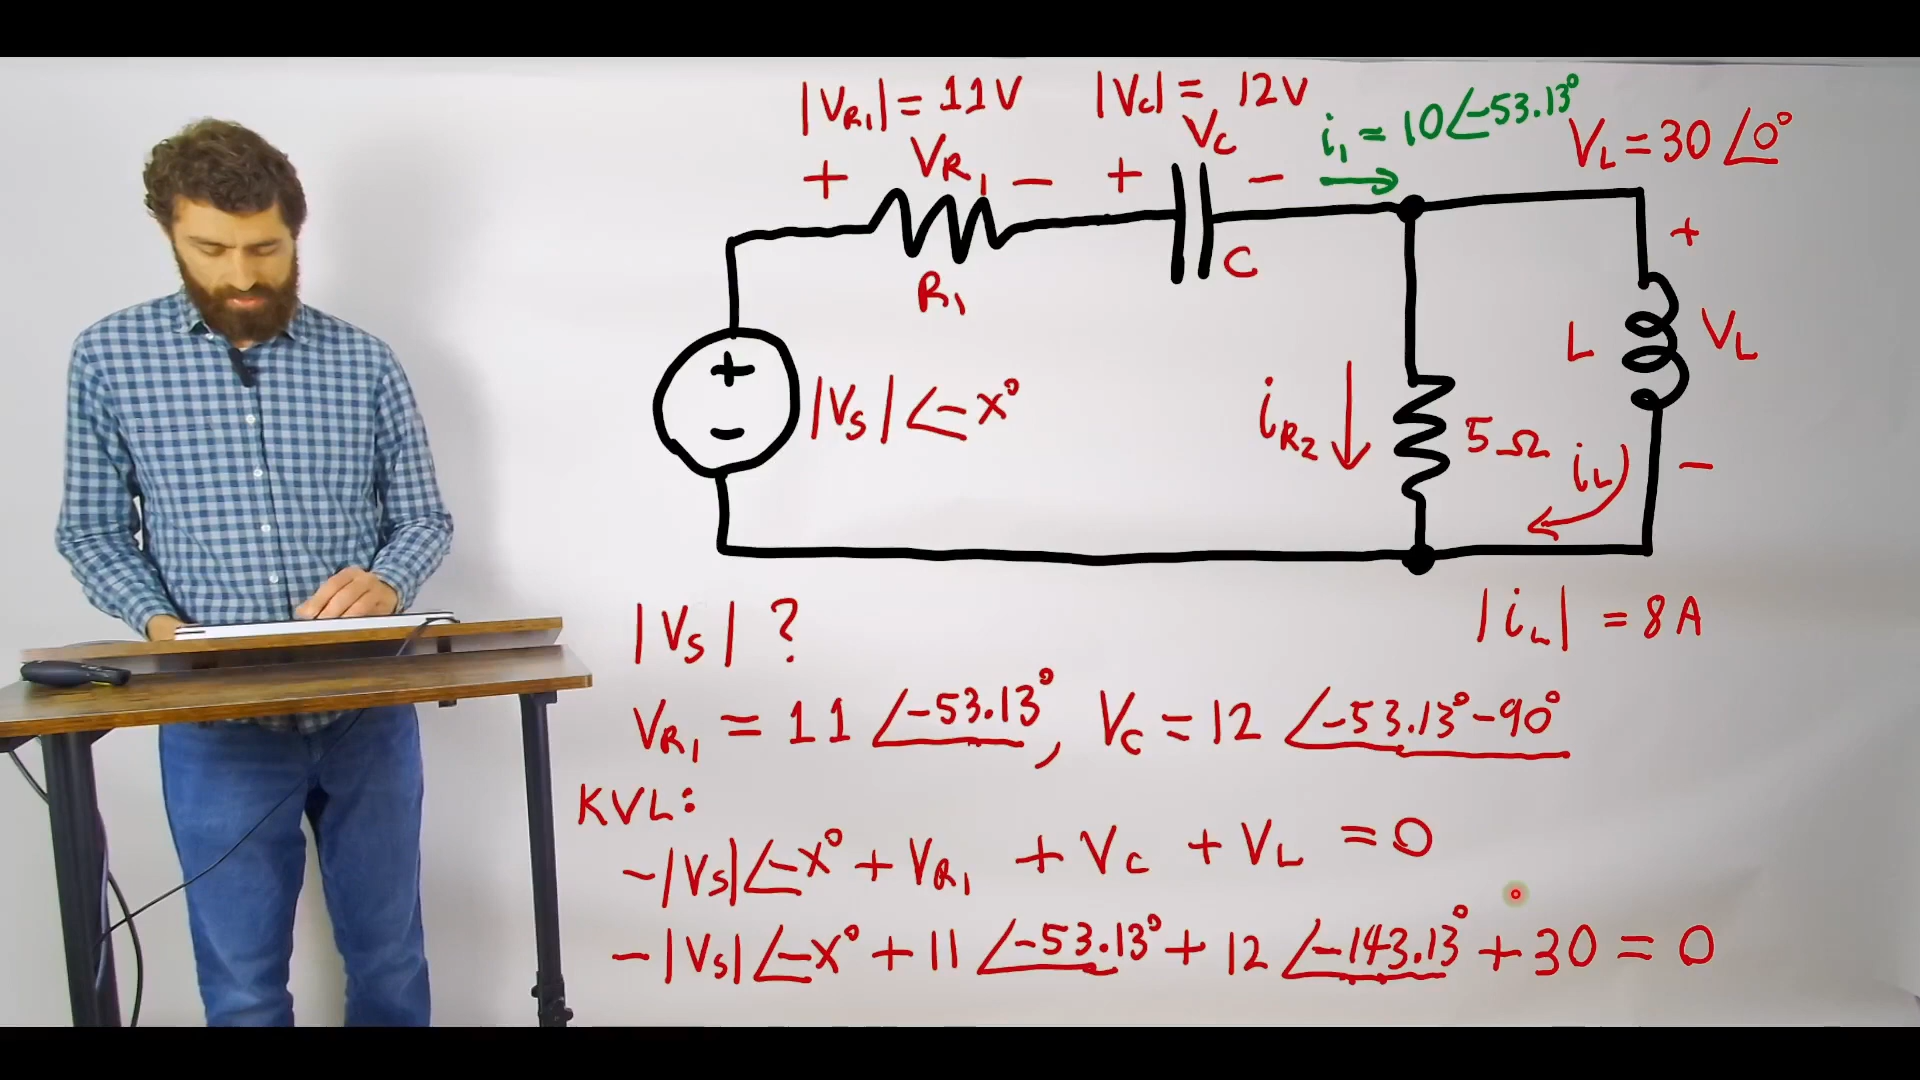 |VR1| = 11V
|VC| = 12V
i1 = 10∠-53.13°
VL = 30∠0°
+ VR1 -
+ VC -
R1
C
+
L
VL
-
+
-
|VS|∠-x°
iR2
5Ω
iL
|iL| = 8A
|VS| ?
VR1 = 11∠-53.13°, VC = 12∠-53.13°-90°
KVL:
-|VS|∠-x° + VR1 + VC + VL = 0
-|VS|∠-x° + 11∠-53.13° + 12∠-143.13° + 30 = 0